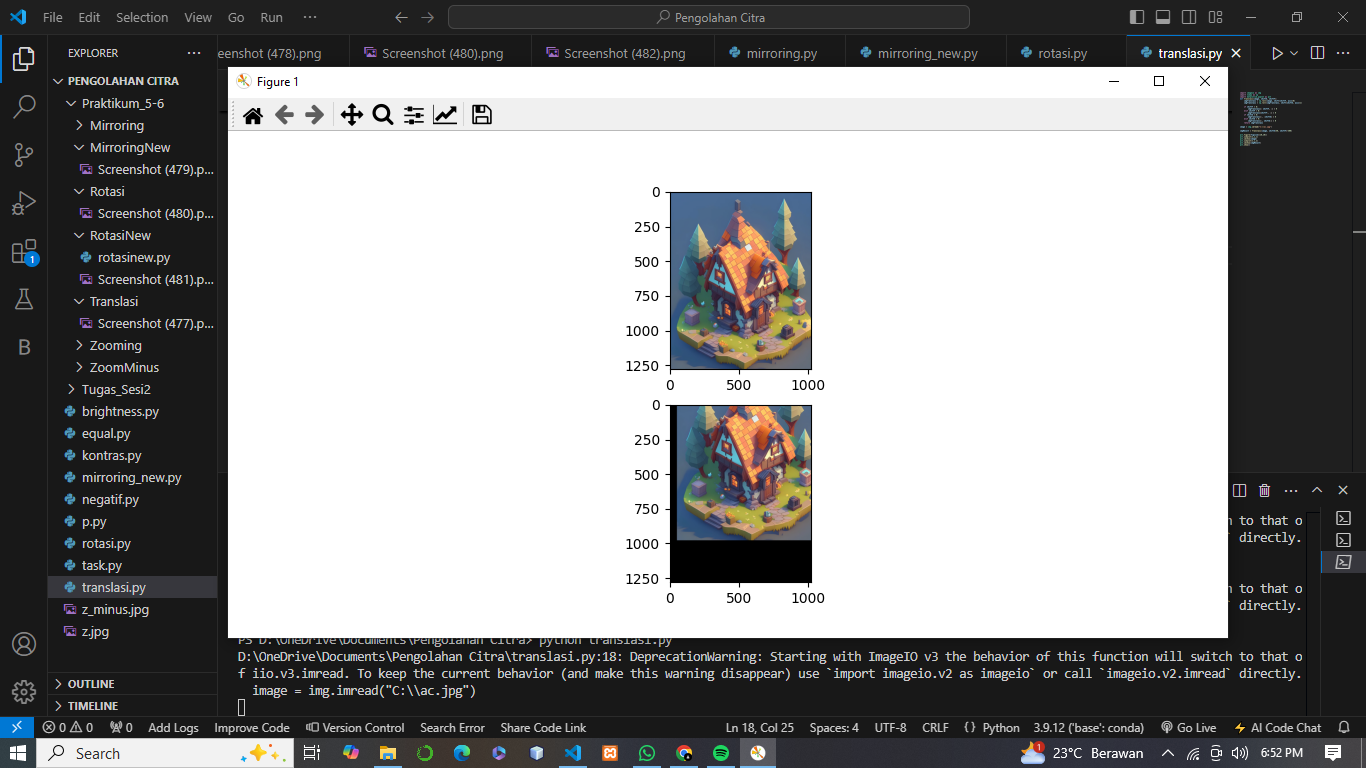 File Edit Selection View Go Run ··· Pengolahan Citra
EXPLORER ···
enshot (478).png Screenshot (480).png Screenshot (482).png mirroring.py mirroring_new.py rotasi.py translasi.py
PENGOLAHAN CITRA
Praktikum_5-6
Mirroring
MirroringNew
Screenshot (479).p...
Rotasi
Screenshot (480).p...
RotasiNew
rotasinew.py
Screenshot (481).p...
Translasi
Screenshot (477).p...
Zooming
ZoomMinus
Tugas_Sesi2
brightness.py
equal.py
kontras.py
mirroring_new.py
negatif.py
p.py
rotasi.py
task.py
translasi.py
z_minus.jpg
z.jpg
OUTLINE
TIMELINE
1
B
Figure 1
0
250
500
750
1000
1250
0 500 1000
0
250
500
750
1000
1250
0 500 1000
h to that o
directly.
h to that o
directly.
PS D:\OneDrive\Documents\Pengolahan Citra> python translasi.py
D:\OneDrive\Documents\Pengolahan Citra\translasi.py:18: DeprecationWarning: Starting with ImageIO v3 the behavior of this function will switch to that o
f iio.v3.imread. To keep the current behavior (and make this warning disappear) use `import imageio.v2 as imageio` or call `imageio.v2.imread` directly.
image = img.imread("C:\\ac.jpg")
0 0 0 Add Logs Improve Code Version Control Search Error Share Code Link Ln 18, Col 25 Spaces: 4 UTF-8 CRLF {} Python 3.9.12 ('base': conda) Go Live AI Code Chat
Search 1 23°C Berawan 6:52 PM